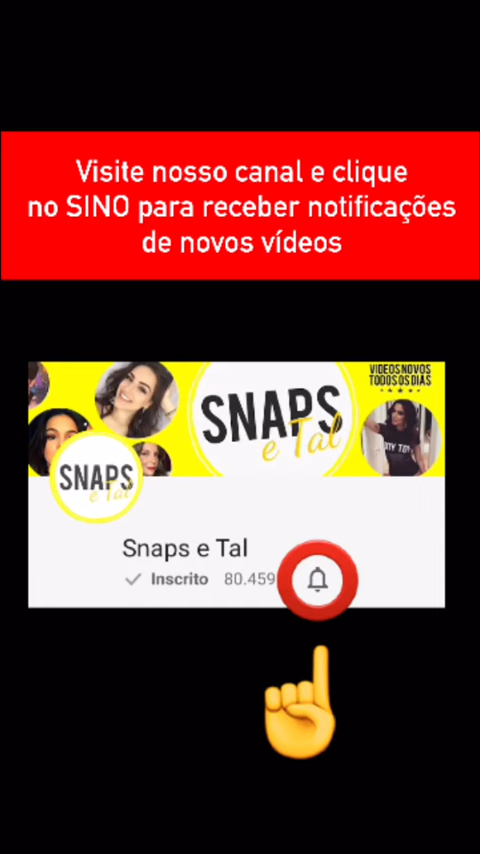 Visite nosso canal e clique
no SINO para receber notificações
de novos vídeos
VIDEOS NOVOS
TODOS OS DIAS
SNAPS
e Tal
SNAPS
e Tal
Snaps e Tal
Inscrito 80.459